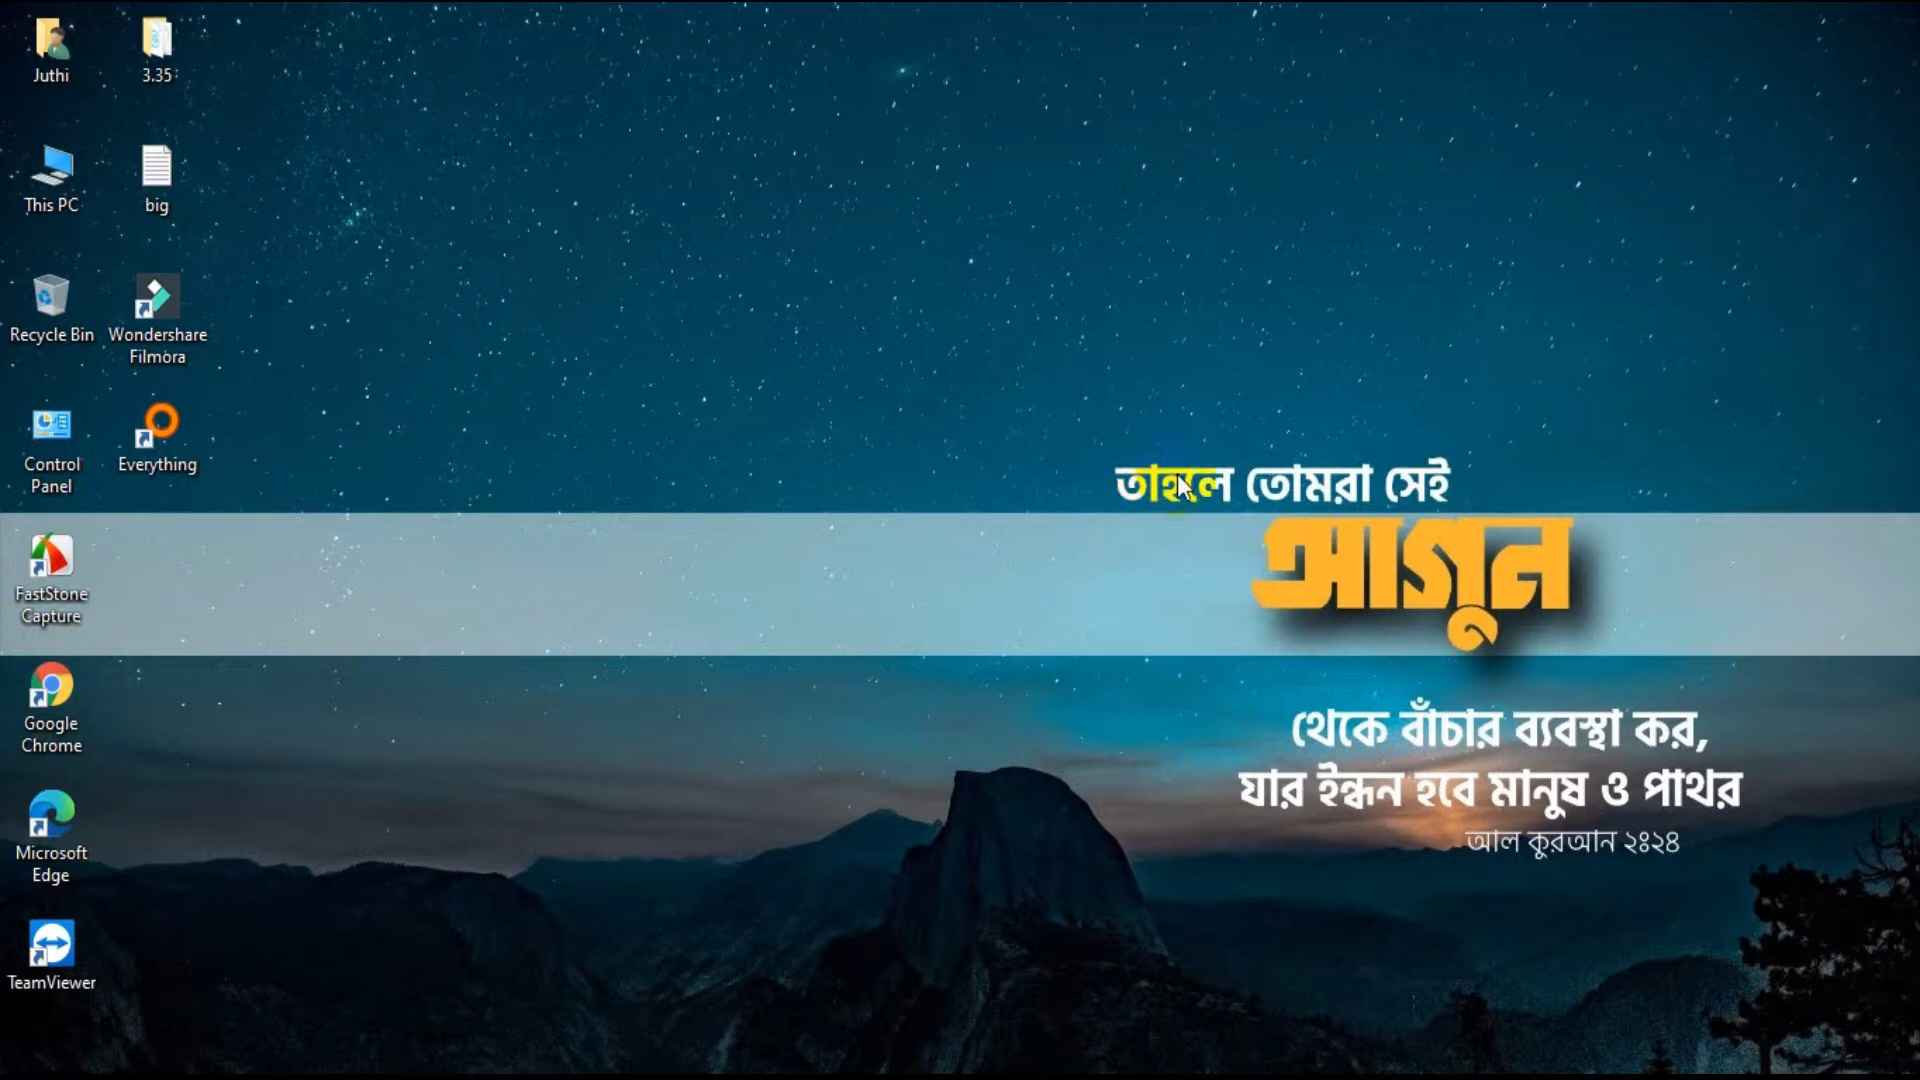 Juthi
3.35
This PC
big
Recycle Bin
Wondershare
Filmora
Control
Panel
Everything
FastStone
Capture
Google
Chrome
Microsoft
Edge
TeamViewer
তাহলে তোমরা সেই
আগুন
থেকে বাঁচার ব্যবস্থা কর,
যার ইন্ধন হবে মানুষ ও পাথর
আল কুরআন ২ঃ২৪